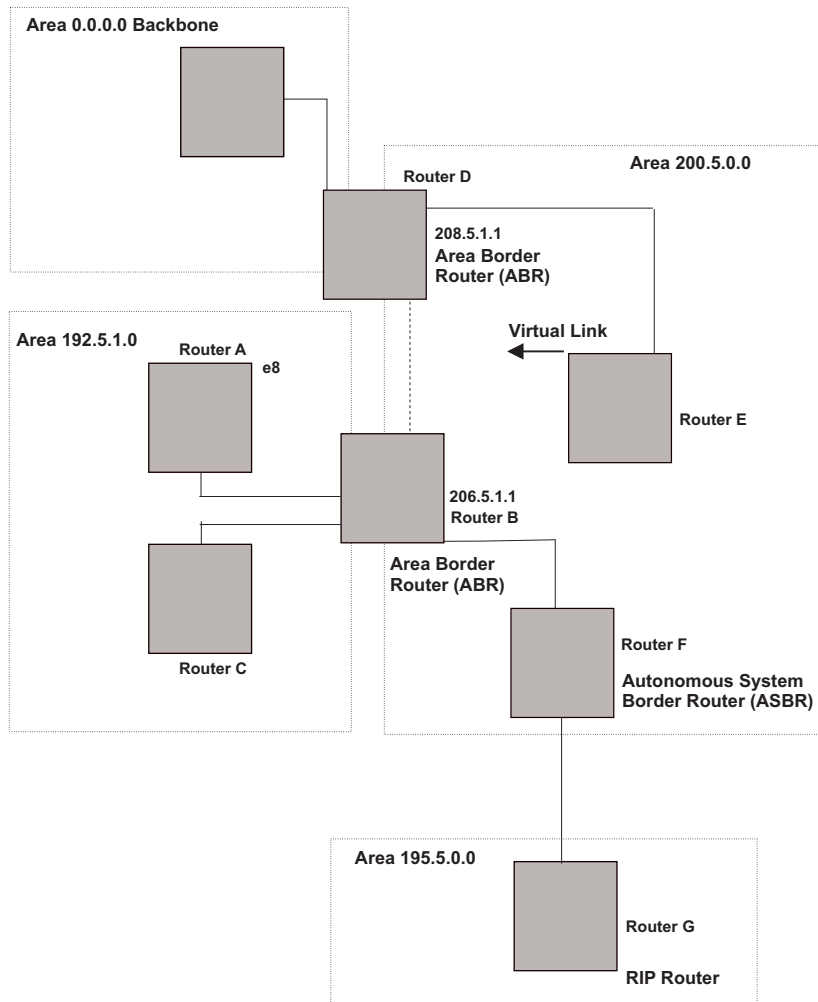 Area 0.0.0.0 Backbone
Area 200.5.0.0
Router D
208.5.1.1
Area Border
Router (ABR)
Area 192.5.1.0
Virtual Link
Router A
e8
Router E
206.5.1.1
Router B
Area Border
Router (ABR)
Router F
Router C
Autonomous System
Border Router (ASBR)
Area 195.5.0.0
Router G
RIP Router